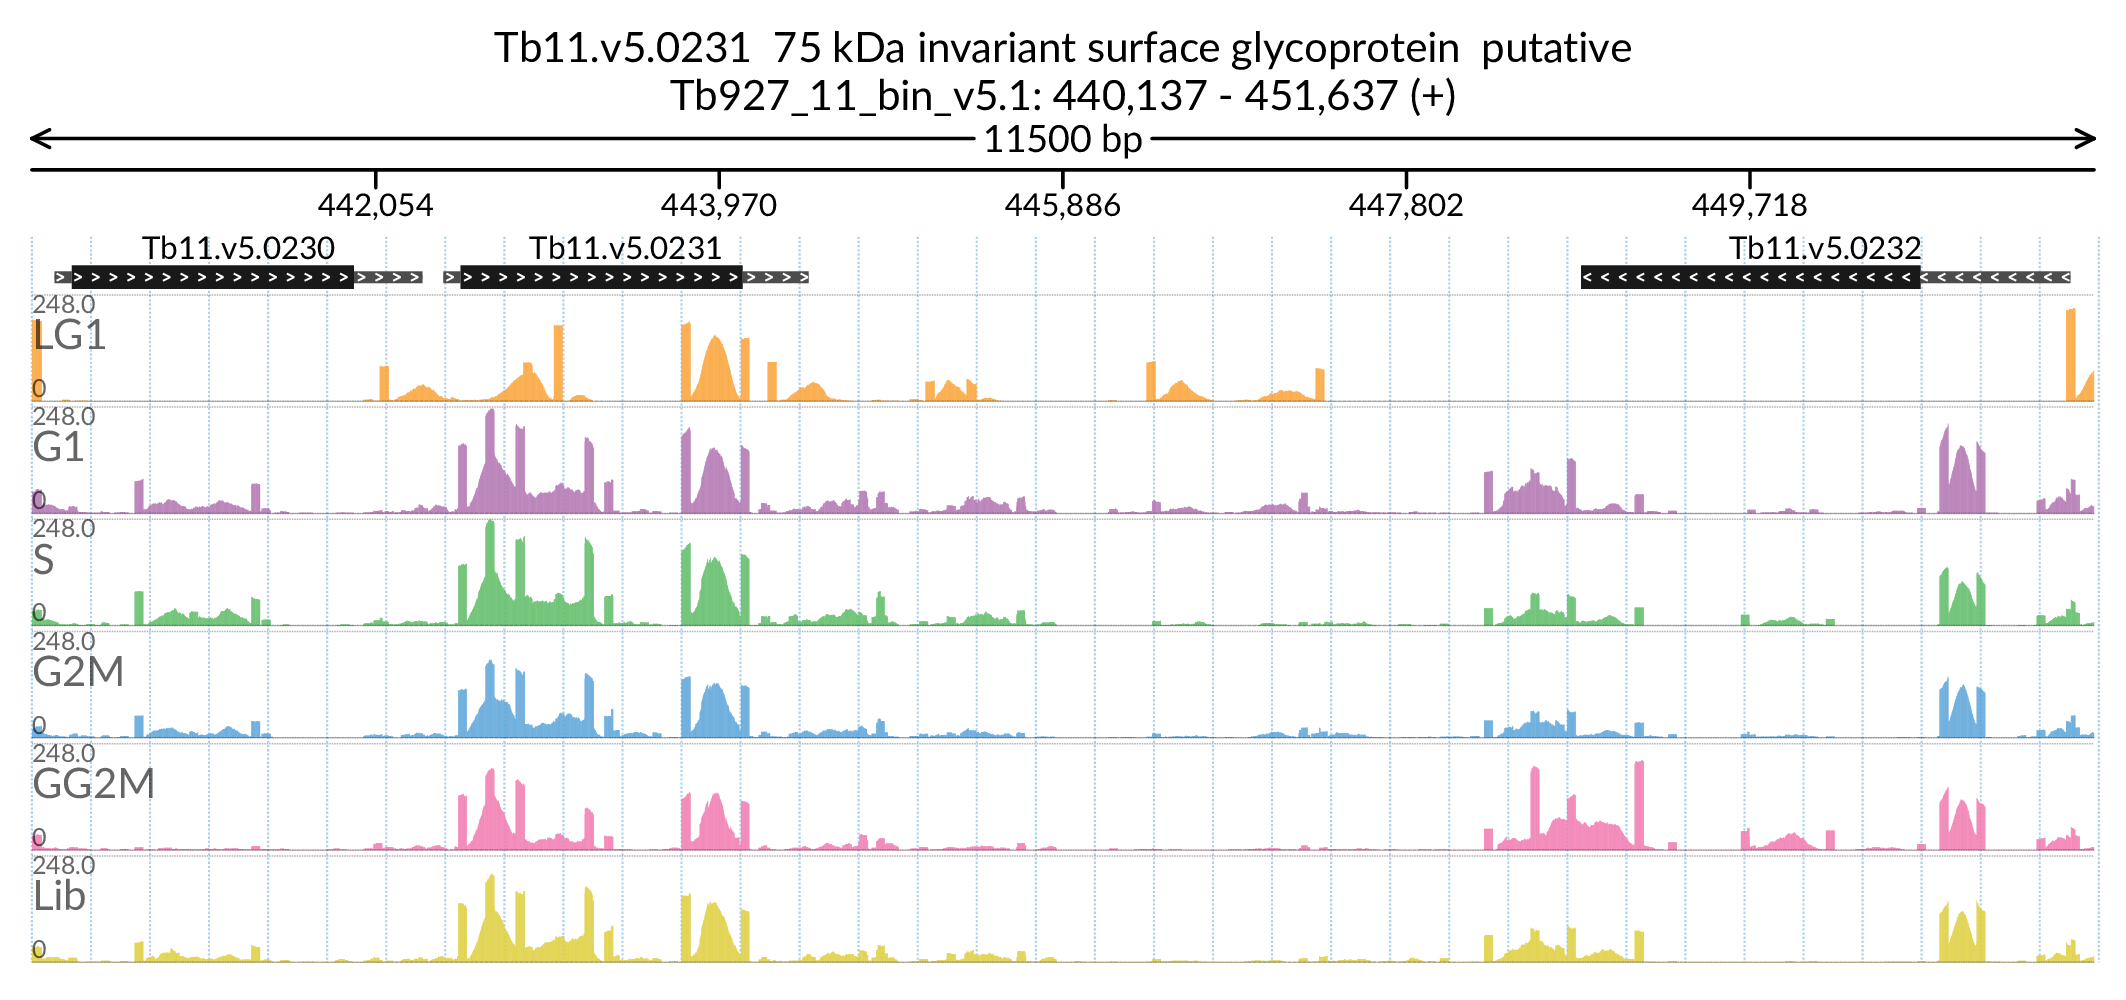 Tb11.v5.0231  75 kDa invariant surface glycoprotein  putative
Tb927_11_bin_v5.1: 440,137 - 451,637 (+)
11500 bp
442,054 443,970 445,886 447,802 449,718
Tb11.v5.0230 Tb11.v5.0231 Tb11.v5.0232
248.0
LG1
0
248.0
G1
0
248.0
S
0
248.0
G2M
0
248.0
GG2M
0
248.0
Lib
0